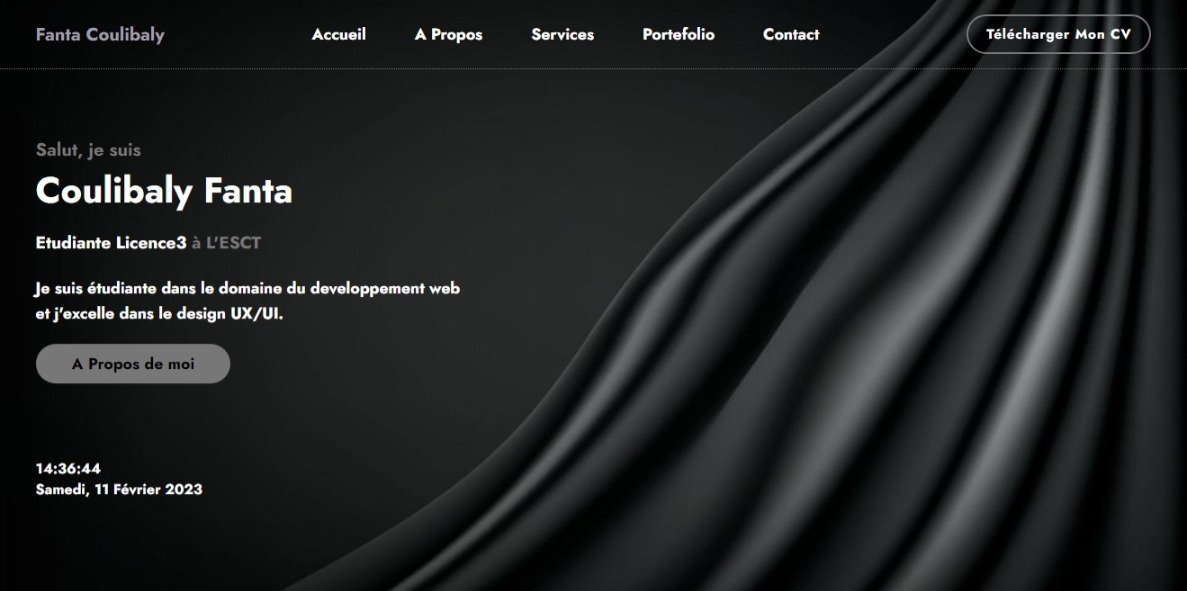 Fanta Coulibaly
Accueil
A Propos
Services
Portefolio
Contact
Télécharger Mon CV
Salut, je suis
Coulibaly Fanta
Etudiante Licence3 à L'ESCT
Je suis étudiante dans le domaine du developpement web
et j'excelle dans le design UX/UI.
A Propos de moi
14:36:44
Samedi, 11 Février 2023